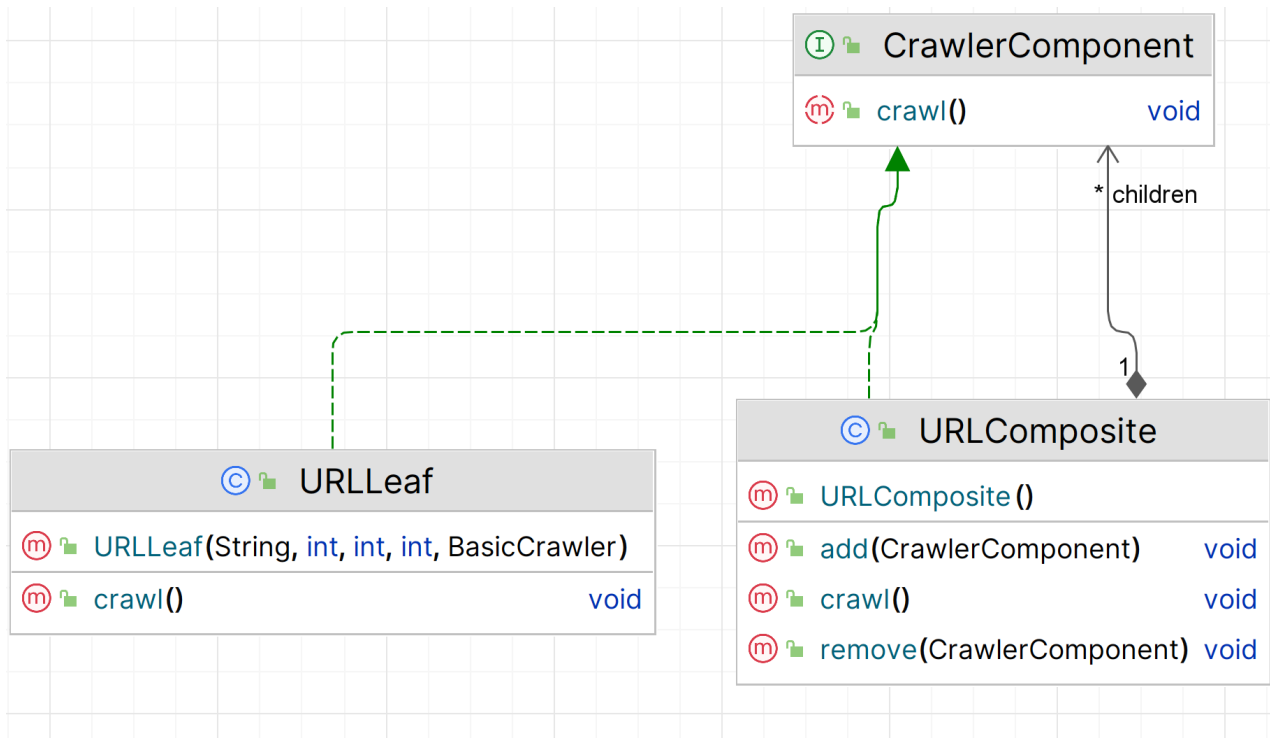 I CrawlerComponent
m crawl() void
* children
1
C URLComposite
m URLComposite()
m add(CrawlerComponent) void
m crawl() void
m remove(CrawlerComponent) void
C URLLeaf
m URLLeaf(String, int, int, int, BasicCrawler)
m crawl() void